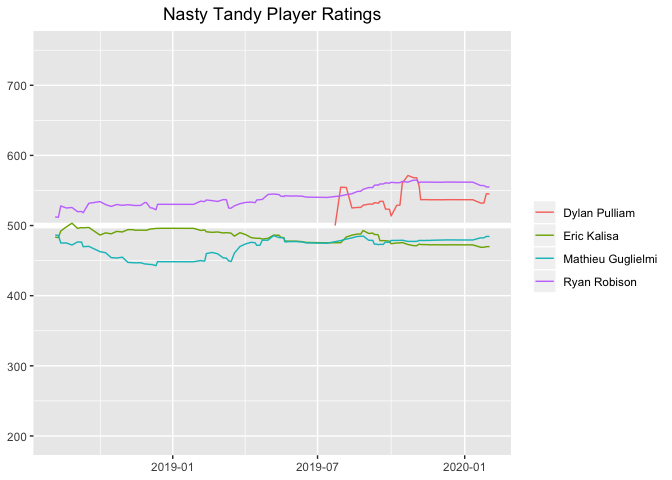 Nasty Tandy Player Ratings
700
600
500
400
300
200
2019-01
2019-07
2020-01
Dylan Pulliam
Eric Kalisa
Mathieu Guglielmi
Ryan Robison